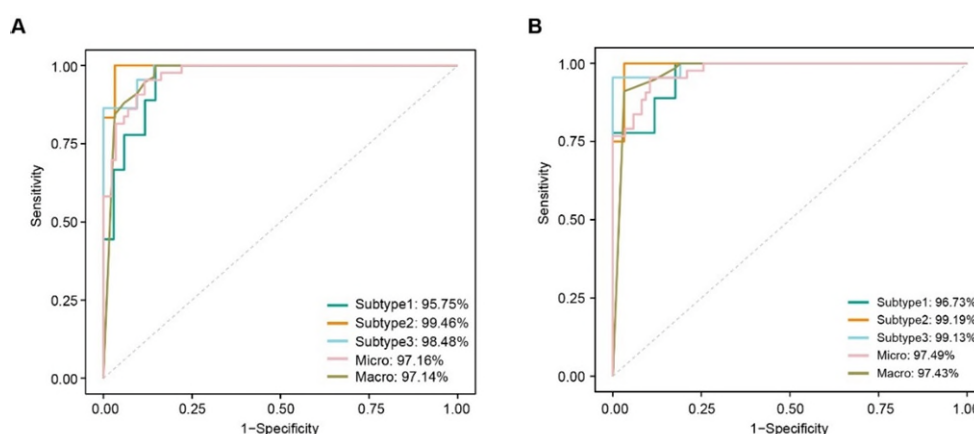 A
1.00
0.75
0.50
0.25
0.00
Sensitivity
Subtype1: 95.75%
Subtype2: 99.46%
Subtype3: 98.48%
Micro: 97.16%
Macro: 97.14%
0.00 0.25 0.50 0.75 1.00
1-Specificity
B
1.00
0.75
0.50
0.25
0.00
Sensitivity
Subtype1: 96.73%
Subtype2: 99.19%
Subtype3: 99.13%
Micro: 97.49%
Macro: 97.43%
0.00 0.25 0.50 0.75 1.00
1-Specificity